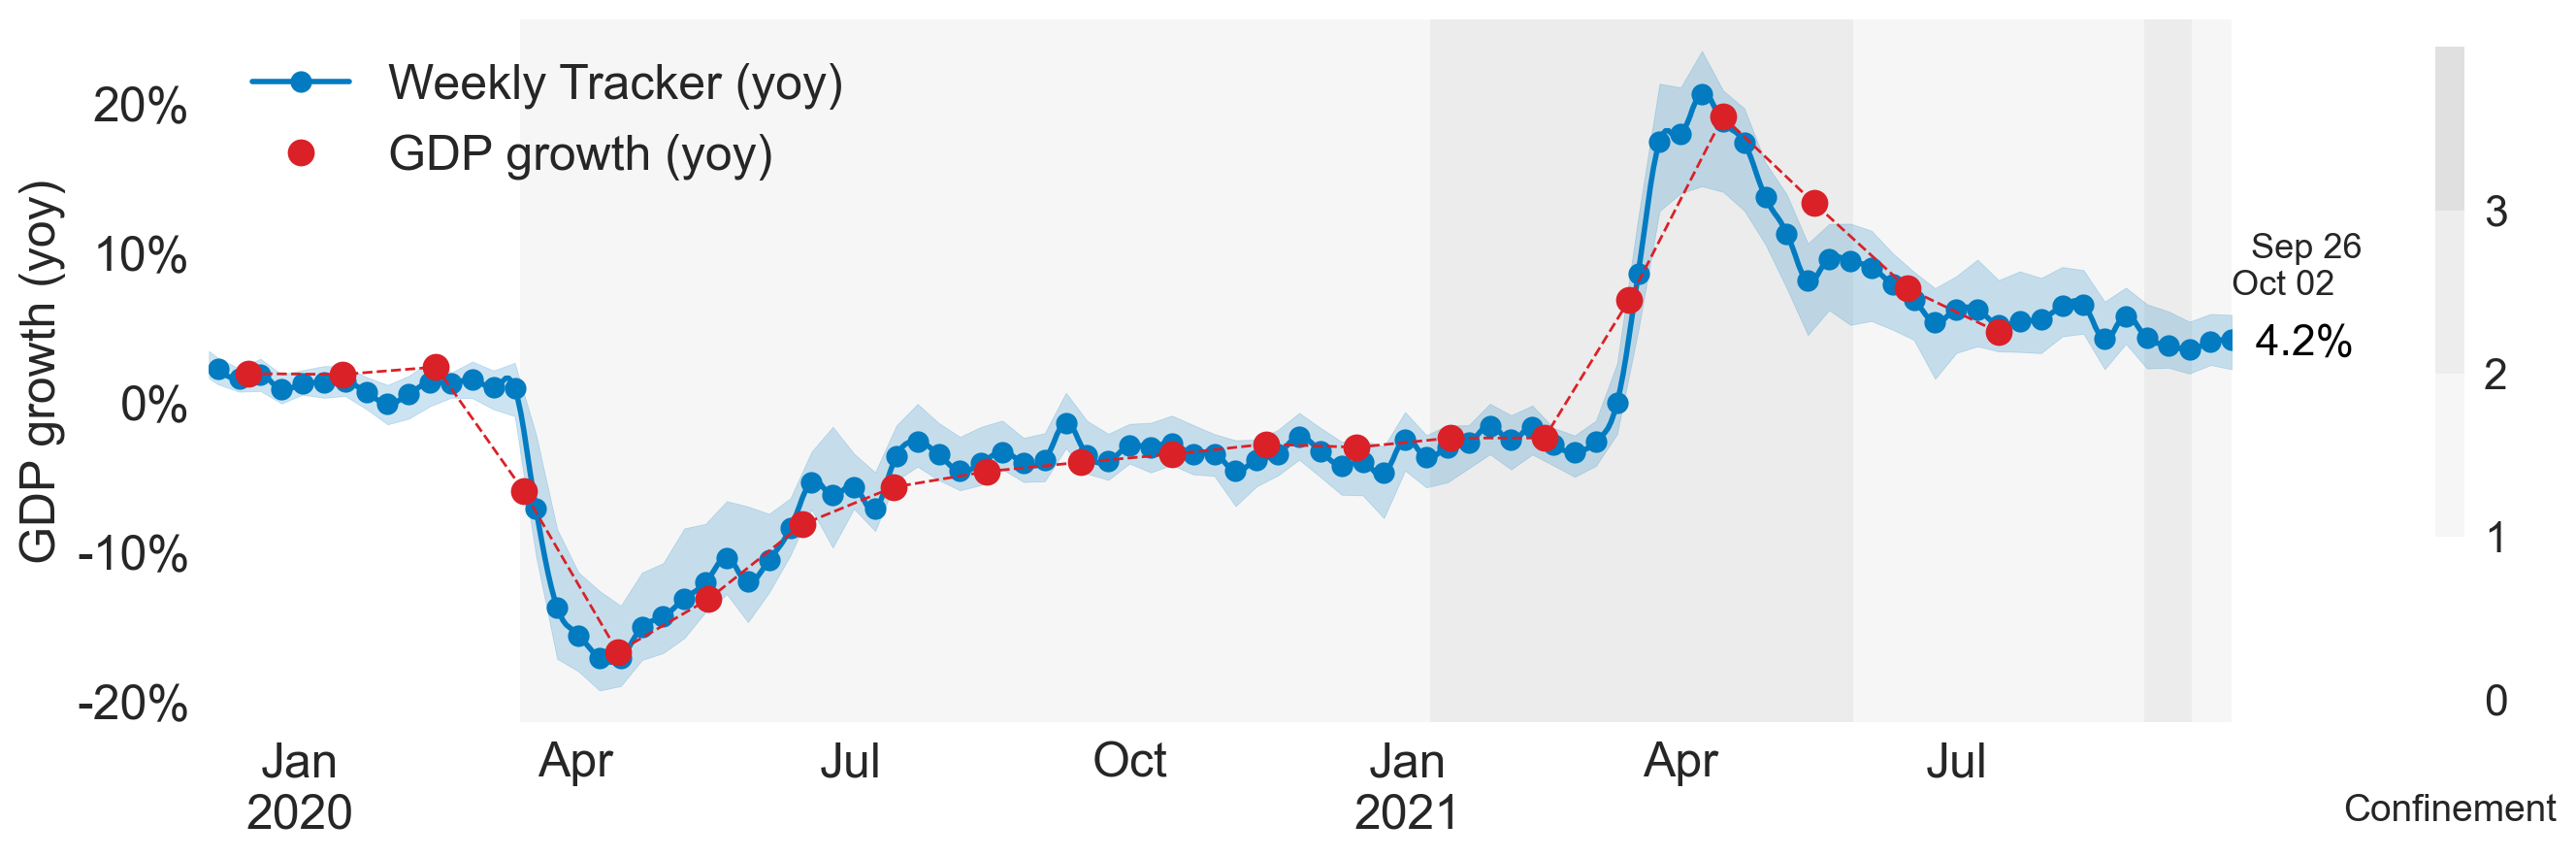 Weekly Tracker (yoy)
GDP growth (yoy)
GDP growth (yoy)
20%
10%
0%
-10%
-20%
Jan
2020
Apr
Jul
Oct
Jan
2021
Apr
Jul
Sep 26
Oct 02
4.2%
3
2
1
0
Confinement